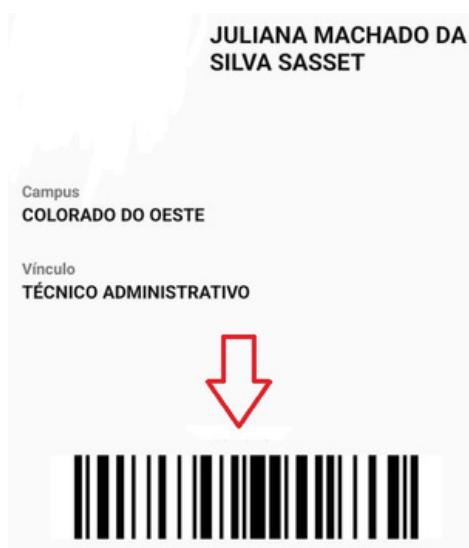 JULIANA MACHADO DA
SILVA SASSET
Campus
COLORADO DO OESTE
Vínculo
TÉCNICO ADMINISTRATIVO